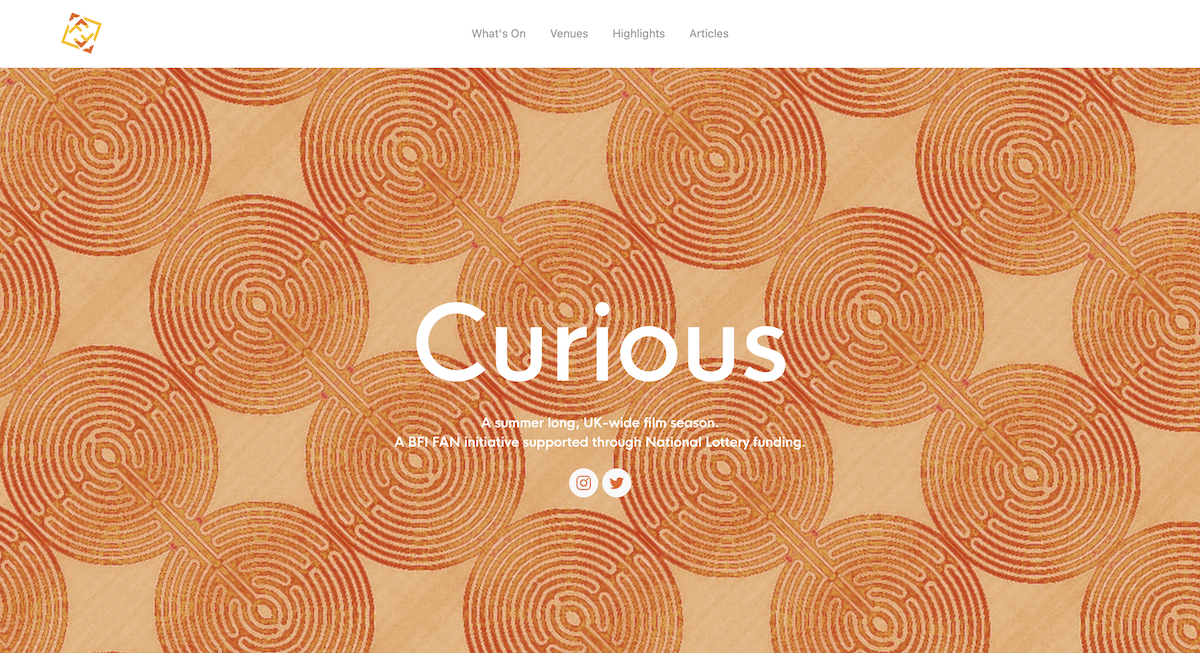 What's On
Venues
Highlights
Articles
Curious
A summer long, UK-wide film season.
A BFI FAN initiative supported through National Lottery funding.